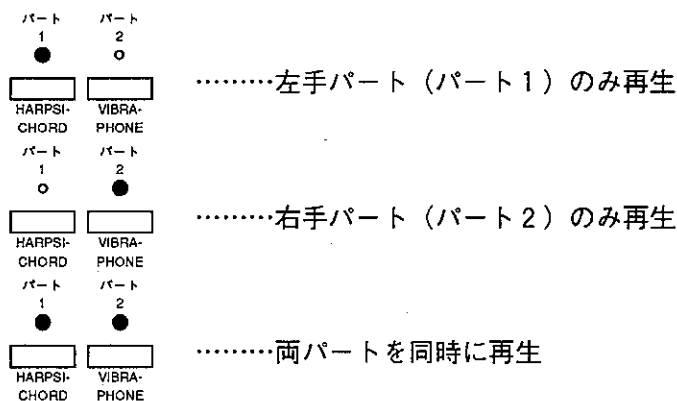 パート パート
1 2
………左手パート（パート1）のみ再生
HARPSI- VIBRA-
CHORD PHONE
パート パート
1 2
………右手パート（パート2）のみ再生
HARPSI- VIBRA-
CHORD PHONE
パート パート
1 2
………両パートを同時に再生
HARPSI- VIBRA-
CHORD PHONE